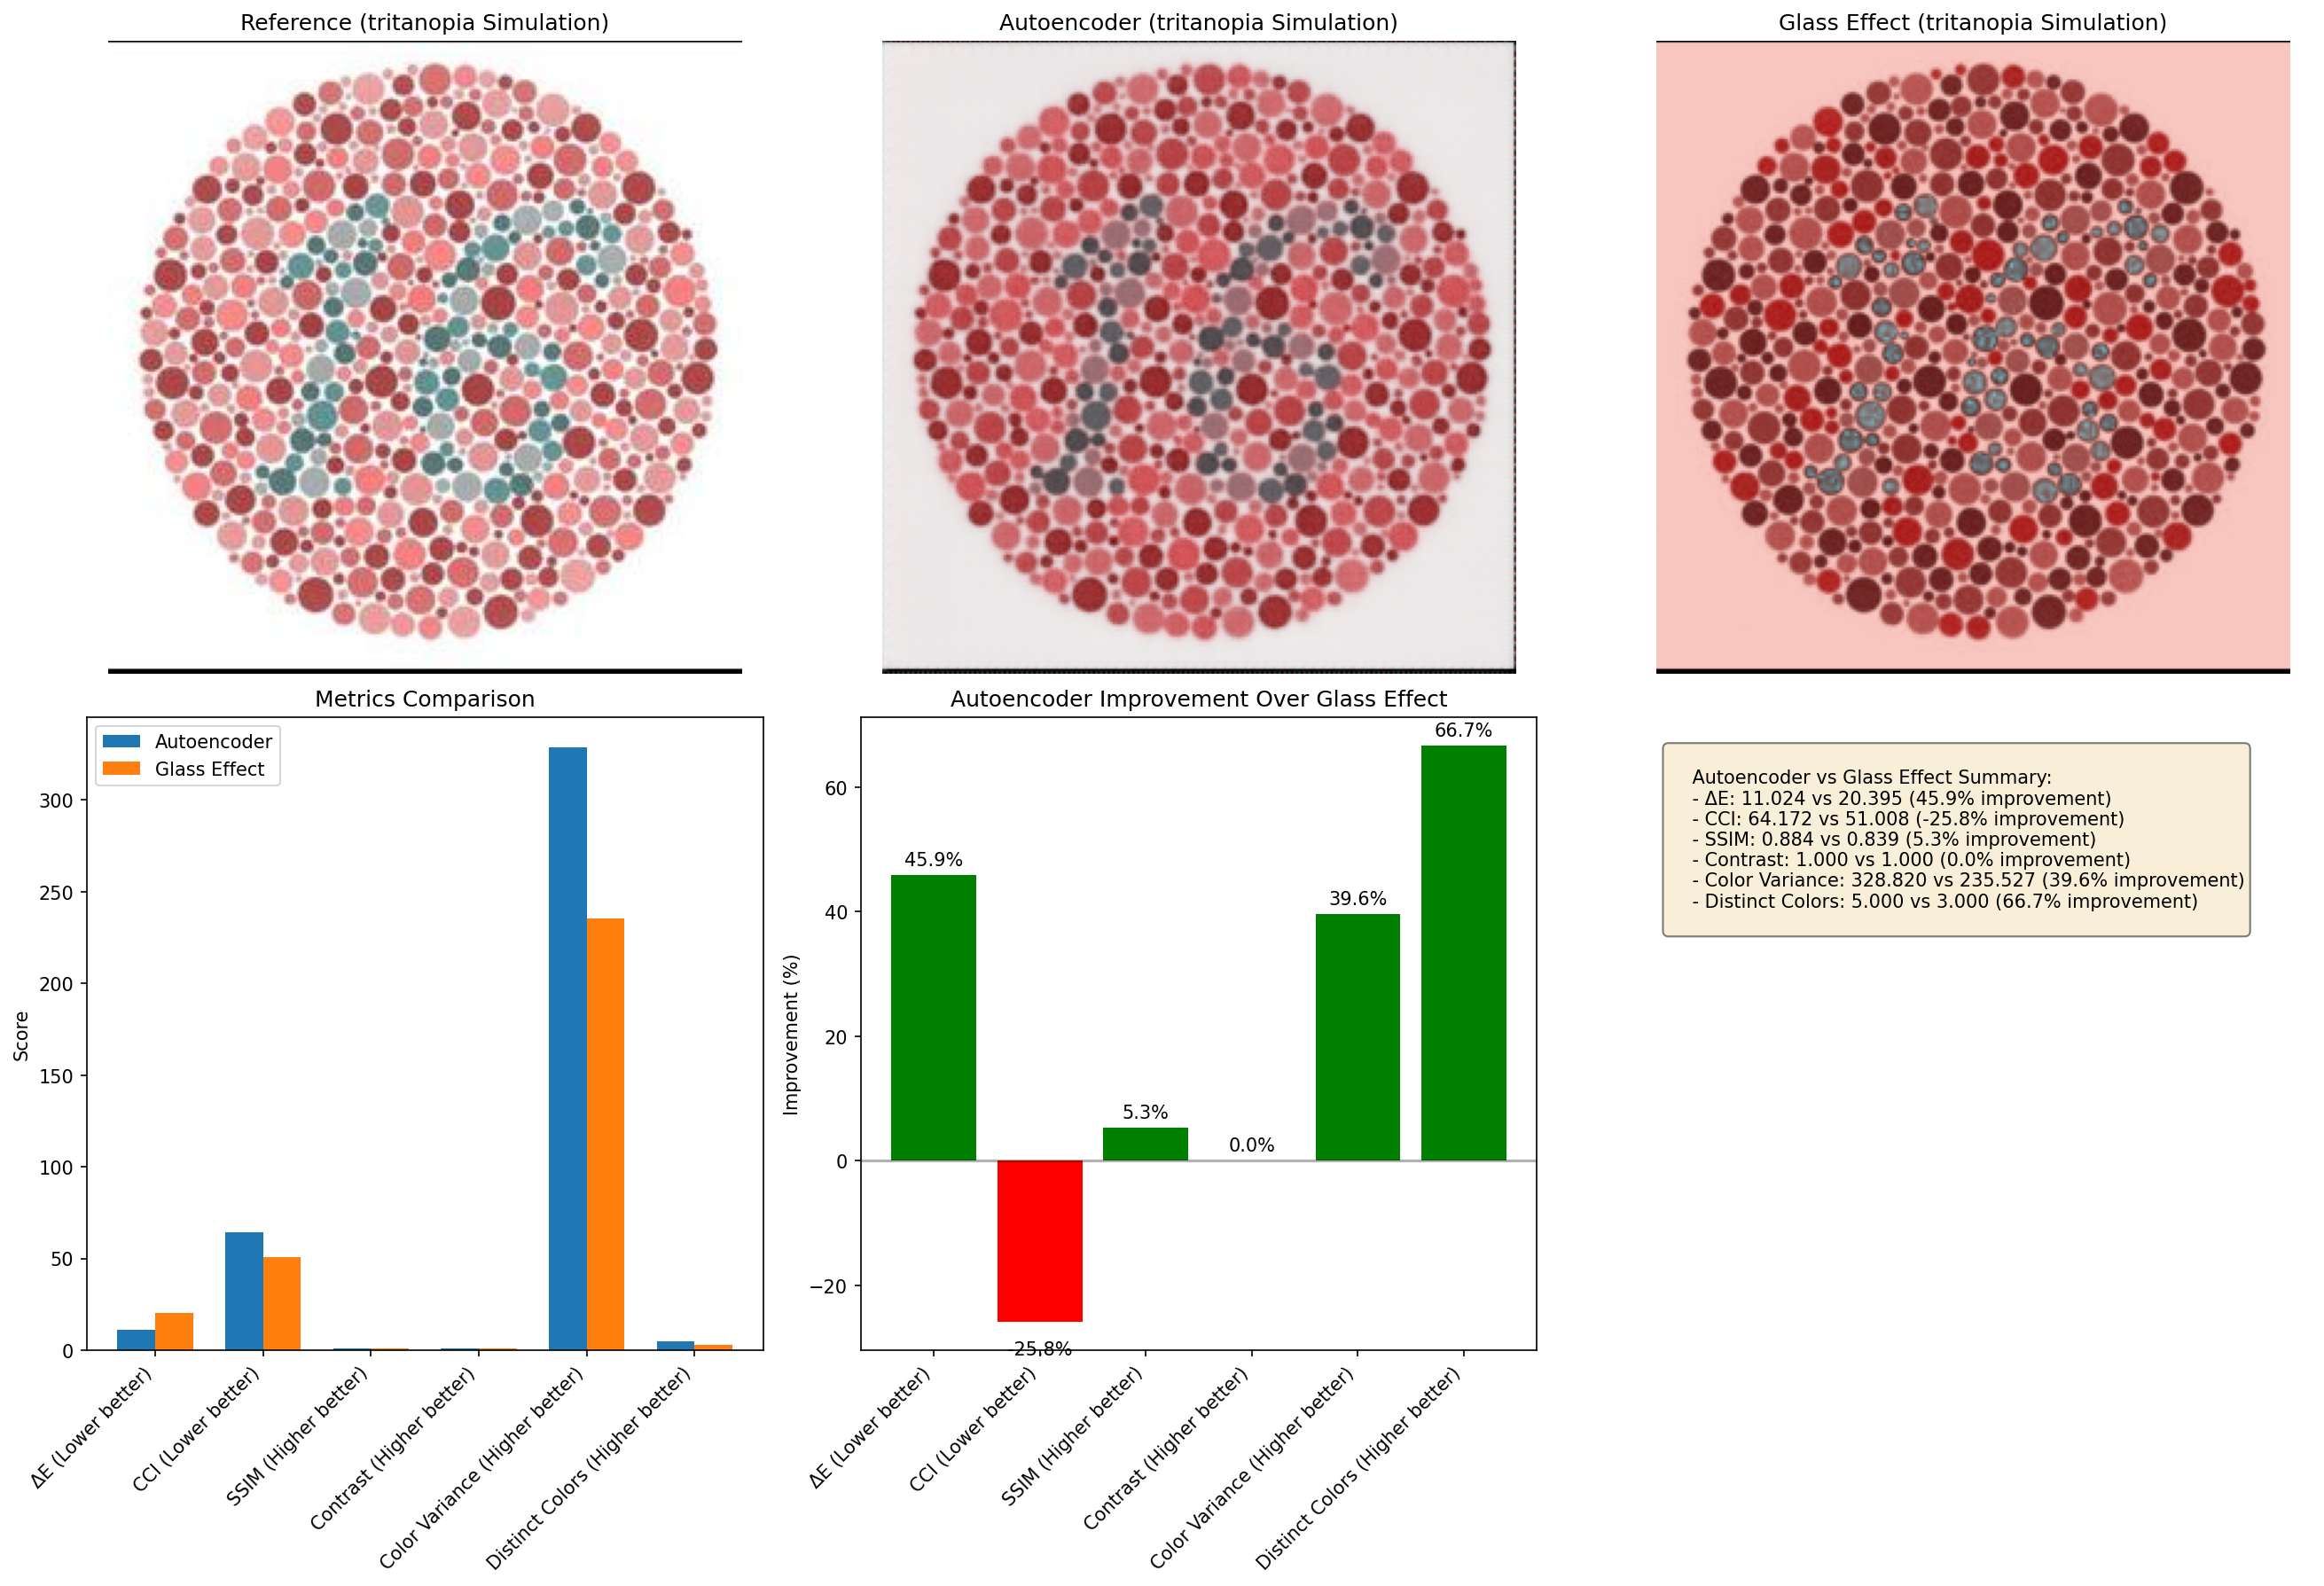 Reference (tritanopia Simulation)
Autoencoder (tritanopia Simulation)
Glass Effect (tritanopia Simulation)
Metrics Comparison
Autoencoder
Glass Effect
Score
300
250
200
150
100
50
0
ΔE (Lower better)
CCI (Lower better)
SSIM (Higher better)
Contrast (Higher better)
Color Variance (Higher better)
Distinct Colors (Higher better)
Autoencoder Improvement Over Glass Effect
Improvement (%)
60
40
20
0
−20
45.9%
25.8%
5.3%
0.0%
39.6%
66.7%
ΔE (Lower better)
CCI (Lower better)
SSIM (Higher better)
Contrast (Higher better)
Color Variance (Higher better)
Distinct Colors (Higher better)
Autoencoder vs Glass Effect Summary:
- ΔE: 11.024 vs 20.395 (45.9% improvement)
- CCI: 64.172 vs 51.008 (-25.8% improvement)
- SSIM: 0.884 vs 0.839 (5.3% improvement)
- Contrast: 1.000 vs 1.000 (0.0% improvement)
- Color Variance: 328.820 vs 235.527 (39.6% improvement)
- Distinct Colors: 5.000 vs 3.000 (66.7% improvement)